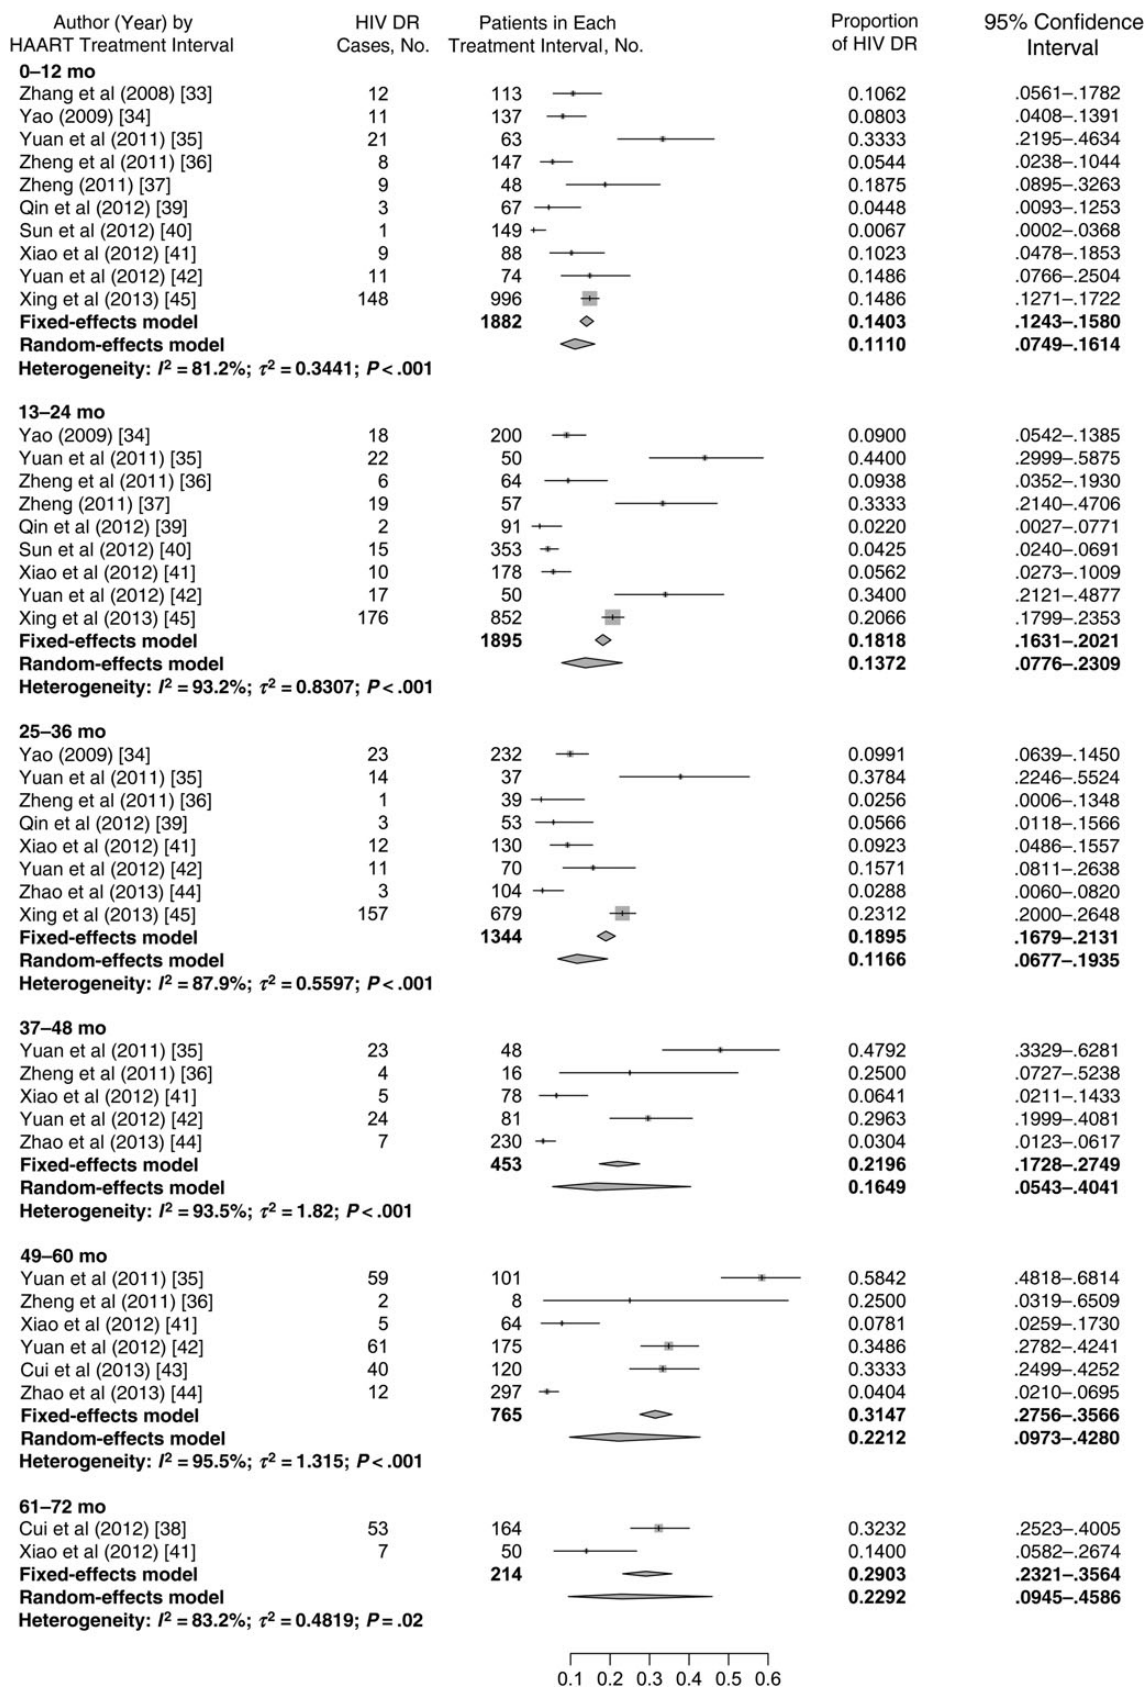 Author (Year) by HIV DR Patients in Each Proportion 95% Confidence
HAART Treatment Interval Cases, No. Treatment Interval, No. of HIV DR Interval
0–12 mo
Zhang et al (2008) [33] 12 113 0.1062 .0561–.1782
Yao (2009) [34] 11 137 0.0803 .0408–.1391
Yuan et al (2011) [35] 21 63 0.3333 .2195–.4634
Zheng et al (2011) [36] 8 147 0.0544 .0238–.1044
Zheng (2011) [37] 9 48 0.1875 .0895–.3263
Qin et al (2012) [39] 3 67 0.0448 .0093–.1253
Sun et al (2012) [40] 1 149 0.0067 .0002–.0368
Xiao et al (2012) [41] 9 88 0.1023 .0478–.1853
Yuan et al (2012) [42] 11 74 0.1486 .0766–.2504
Xing et al (2013) [45] 148 996 0.1486 .1271–.1722
Fixed-effects model 1882 0.1403 .1243–.1580
Random-effects model 0.1110 .0749–.1614
Heterogeneity: I² = 81.2%; τ² = 0.3441; P < .001
13–24 mo
Yao (2009) [34] 18 200 0.0900 .0542–.1385
Yuan et al (2011) [35] 22 50 0.4400 .2999–.5875
Zheng et al (2011) [36] 6 64 0.0938 .0352–.1930
Zheng (2011) [37] 19 57 0.3333 .2140–.4706
Qin et al (2012) [39] 2 91 0.0220 .0027–.0771
Sun et al (2012) [40] 15 353 0.0425 .0240–.0691
Xiao et al (2012) [41] 10 178 0.0562 .0273–.1009
Yuan et al (2012) [42] 17 50 0.3400 .2121–.4877
Xing et al (2013) [45] 176 852 0.2066 .1799–.2353
Fixed-effects model 1895 0.1818 .1631–.2021
Random-effects model 0.1372 .0776–.2309
Heterogeneity: I² = 93.2%; τ² = 0.8307; P < .001
25–36 mo
Yao (2009) [34] 23 232 0.0991 .0639–.1450
Yuan et al (2011) [35] 14 37 0.3784 .2246–.5524
Zheng et al (2011) [36] 1 39 0.0256 .0006–.1348
Qin et al (2012) [39] 3 53 0.0566 .0118–.1566
Xiao et al (2012) [41] 12 130 0.0923 .0486–.1557
Yuan et al (2012) [42] 11 70 0.1571 .0811–.2638
Zhao et al (2013) [44] 3 104 0.0288 .0060–.0820
Xing et al (2013) [45] 157 679 0.2312 .2000–.2648
Fixed-effects model 1344 0.1895 .1679–.2131
Random-effects model 0.1166 .0677–.1935
Heterogeneity: I² = 87.9%; τ² = 0.5597; P < .001
37–48 mo
Yuan et al (2011) [35] 23 48 0.4792 .3329–.6281
Zheng et al (2011) [36] 4 16 0.2500 .0727–.5238
Xiao et al (2012) [41] 5 78 0.0641 .0211–.1433
Yuan et al (2012) [42] 24 81 0.2963 .1999–.4081
Zhao et al (2013) [44] 7 230 0.0304 .0123–.0617
Fixed-effects model 453 0.2196 .1728–.2749
Random-effects model 0.1649 .0543–.4041
Heterogeneity: I² = 93.5%; τ² = 1.82; P < .001
49–60 mo
Yuan et al (2011) [35] 59 101 0.5842 .4818–.6814
Zheng et al (2011) [36] 2 8 0.2500 .0319–.6509
Xiao et al (2012) [41] 5 64 0.0781 .0259–.1730
Yuan et al (2012) [42] 61 175 0.3486 .2782–.4241
Cui et al (2013) [43] 40 120 0.3333 .2499–.4252
Zhao et al (2013) [44] 12 297 0.0404 .0210–.0695
Fixed-effects model 765 0.3147 .2756–.3566
Random-effects model 0.2212 .0973–.4280
Heterogeneity: I² = 95.5%; τ² = 1.315; P < .001
61–72 mo
Cui et al (2012) [38] 53 164 0.3232 .2523–.4005
Xiao et al (2012) [41] 7 50 0.1400 .0582–.2674
Fixed-effects model 214 0.2903 .2321–.3564
Random-effects model 0.2292 .0945–.4586
Heterogeneity: I² = 83.2%; τ² = 0.4819; P = .02
0.1 0.2 0.3 0.4 0.5 0.6